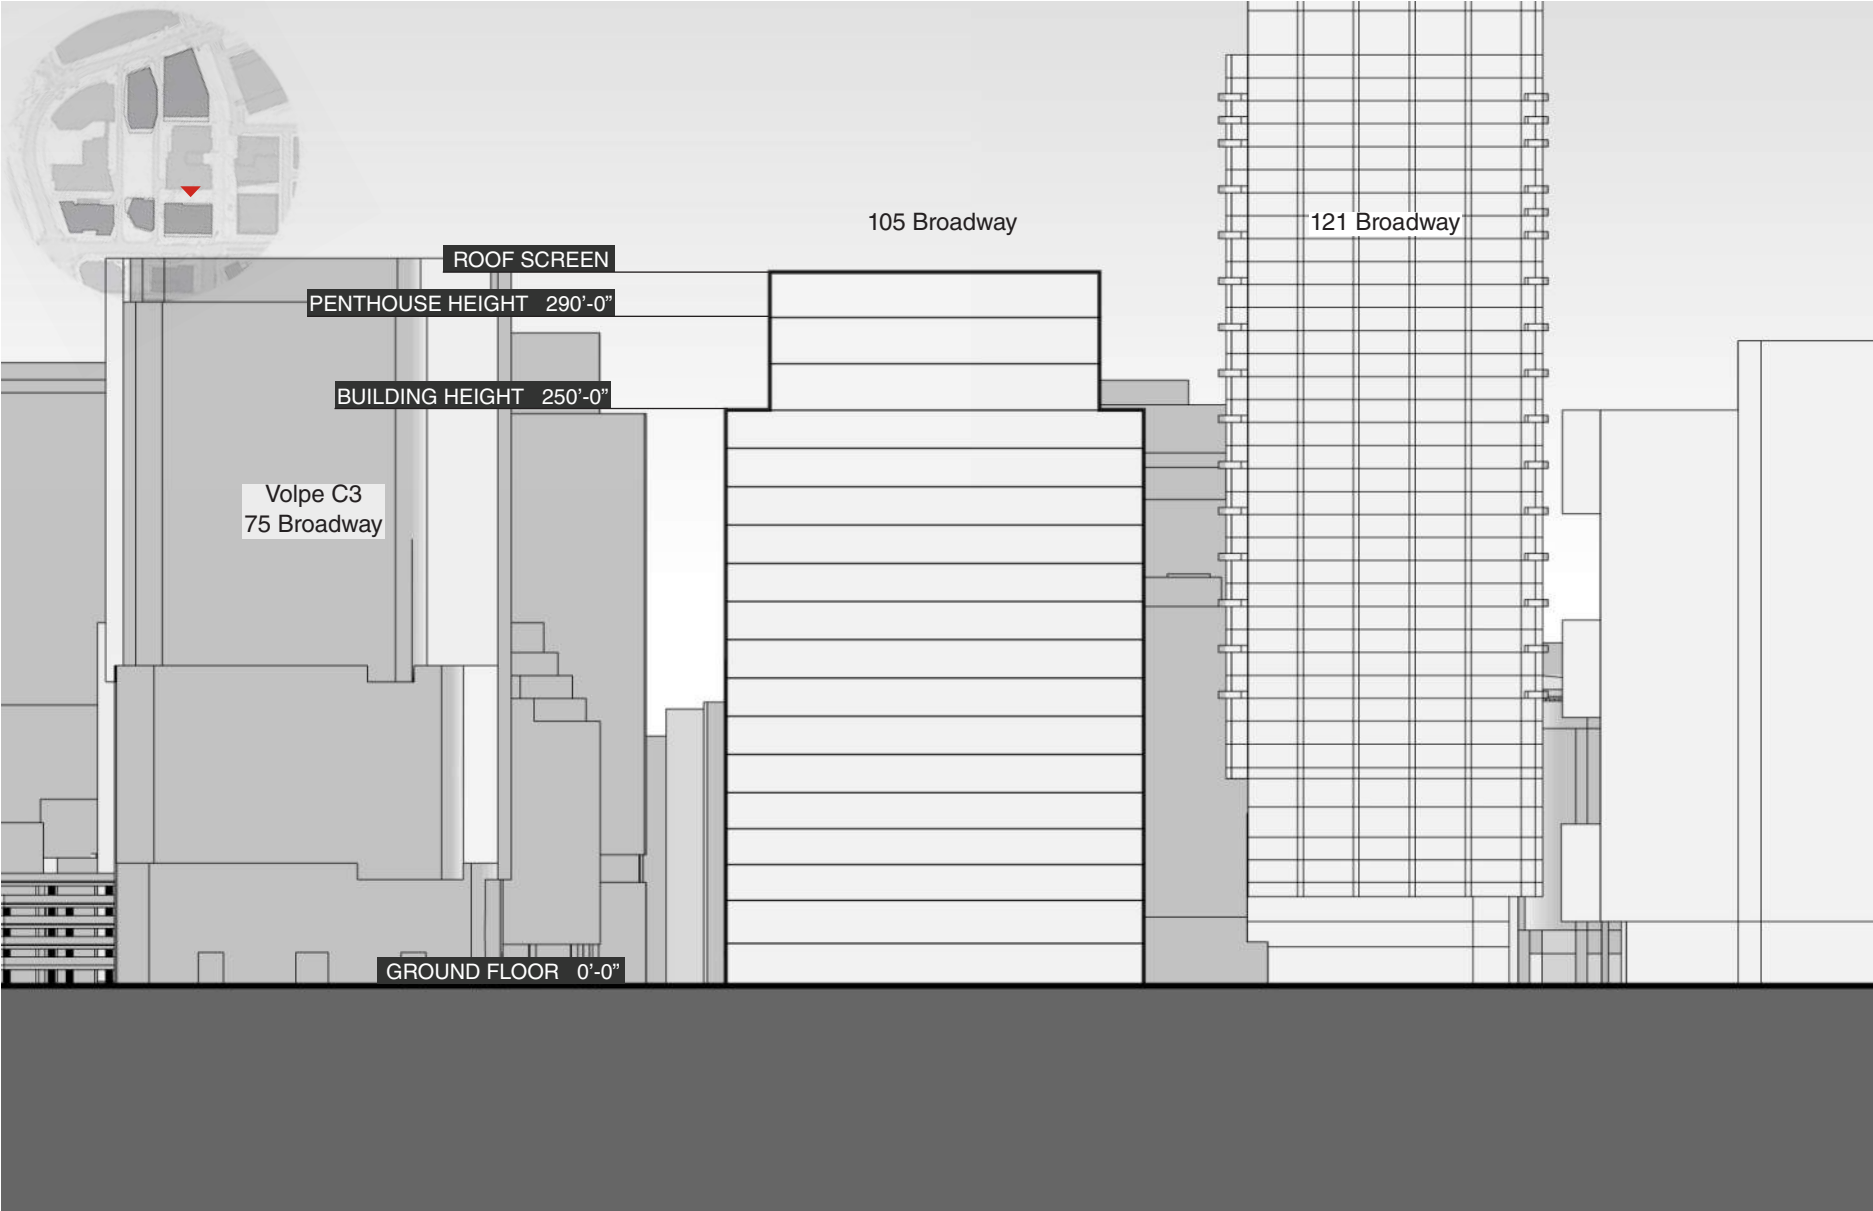 105 Broadway
121 Broadway
ROOF SCREEN
PENTHOUSE HEIGHT 290’-0”
BUILDING HEIGHT 250’-0”
Volpe C3
75 Broadway
GROUND FLOOR 0’-0”